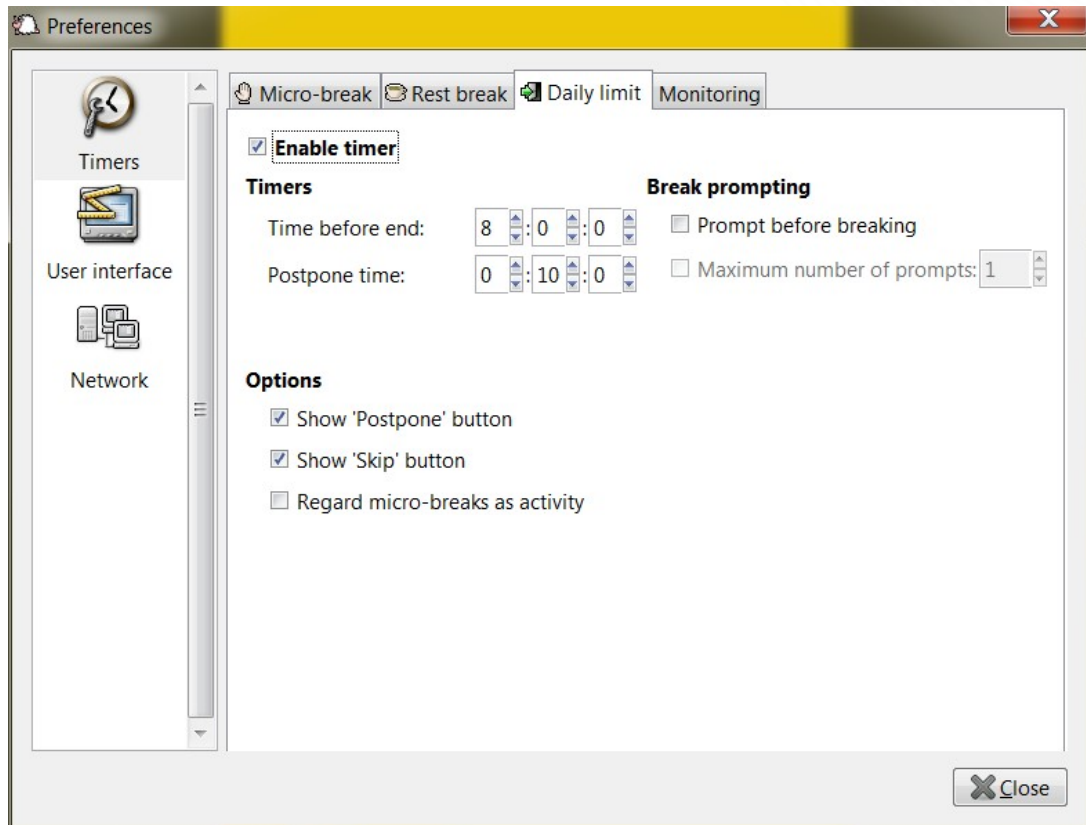 Preferences
Timers
User interface
Network
Micro-break Rest break Daily limit Monitoring
Enable timer
Timers
Time before end: 8 : 0 : 0
Postpone time: 0 : 10 : 0
Break prompting
Prompt before breaking
Maximum number of prompts: 1
Options
Show 'Postpone' button
Show 'Skip' button
Regard micro-breaks as activity
Close